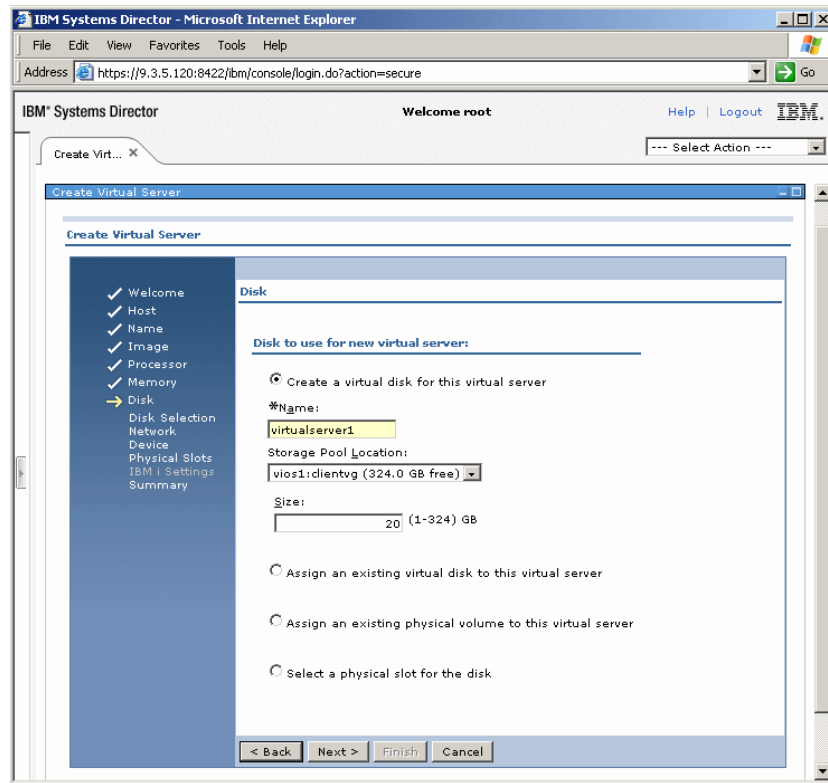 IBM Systems Director - Microsoft Internet Explorer
File Edit View Favorites Tools Help
Address https://9.3.5.120:8422/ibm/console/login.do?action=secure Go
IBM® Systems Director Welcome root Help | Logout IBM.
Create Virt... --- Select Action ---
Create Virtual Server
Create Virtual Server
Welcome
Host
Name
Image
Processor
Memory
Disk
Disk Selection
Network
Device
Physical Slots
IBM i Settings
Summary
Disk
Disk to use for new virtual server:
Create a virtual disk for this virtual server
*Name:
virtualserver1
Storage Pool Location:
vios1:clientvg (324.0 GB free)
Size:
20 (1-324) GB
Assign an existing virtual disk to this virtual server
Assign an existing physical volume to this virtual server
Select a physical slot for the disk
< Back Next > Finish Cancel